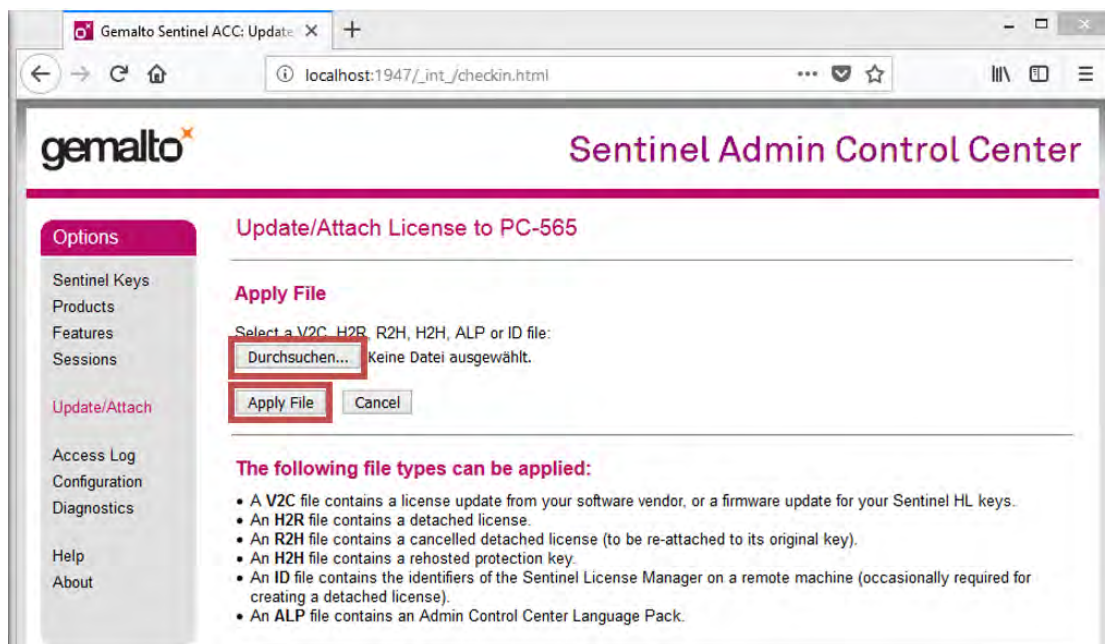 Gemalto Sentinel ACC: Update
localhost:1947/_int_/checkin.html
gemalto
Sentinel Admin Control Center
Options
Sentinel Keys
Products
Features
Sessions
Update/Attach
Access Log
Configuration
Diagnostics
Help
About
Update/Attach License to PC-565
Apply File
Select a V2C, H2R, R2H, H2H, ALP or ID file:
Durchsuchen... Keine Datei ausgewählt.
Apply File Cancel
The following file types can be applied:
• A V2C file contains a license update from your software vendor, or a firmware update for your Sentinel HL keys.
• An H2R file contains a detached license.
• An R2H file contains a cancelled detached license (to be re-attached to its original key).
• An H2H file contains a rehosted protection key.
• An ID file contains the identifiers of the Sentinel License Manager on a remote machine (occasionally required for
creating a detached license).
• An ALP file contains an Admin Control Center Language Pack.